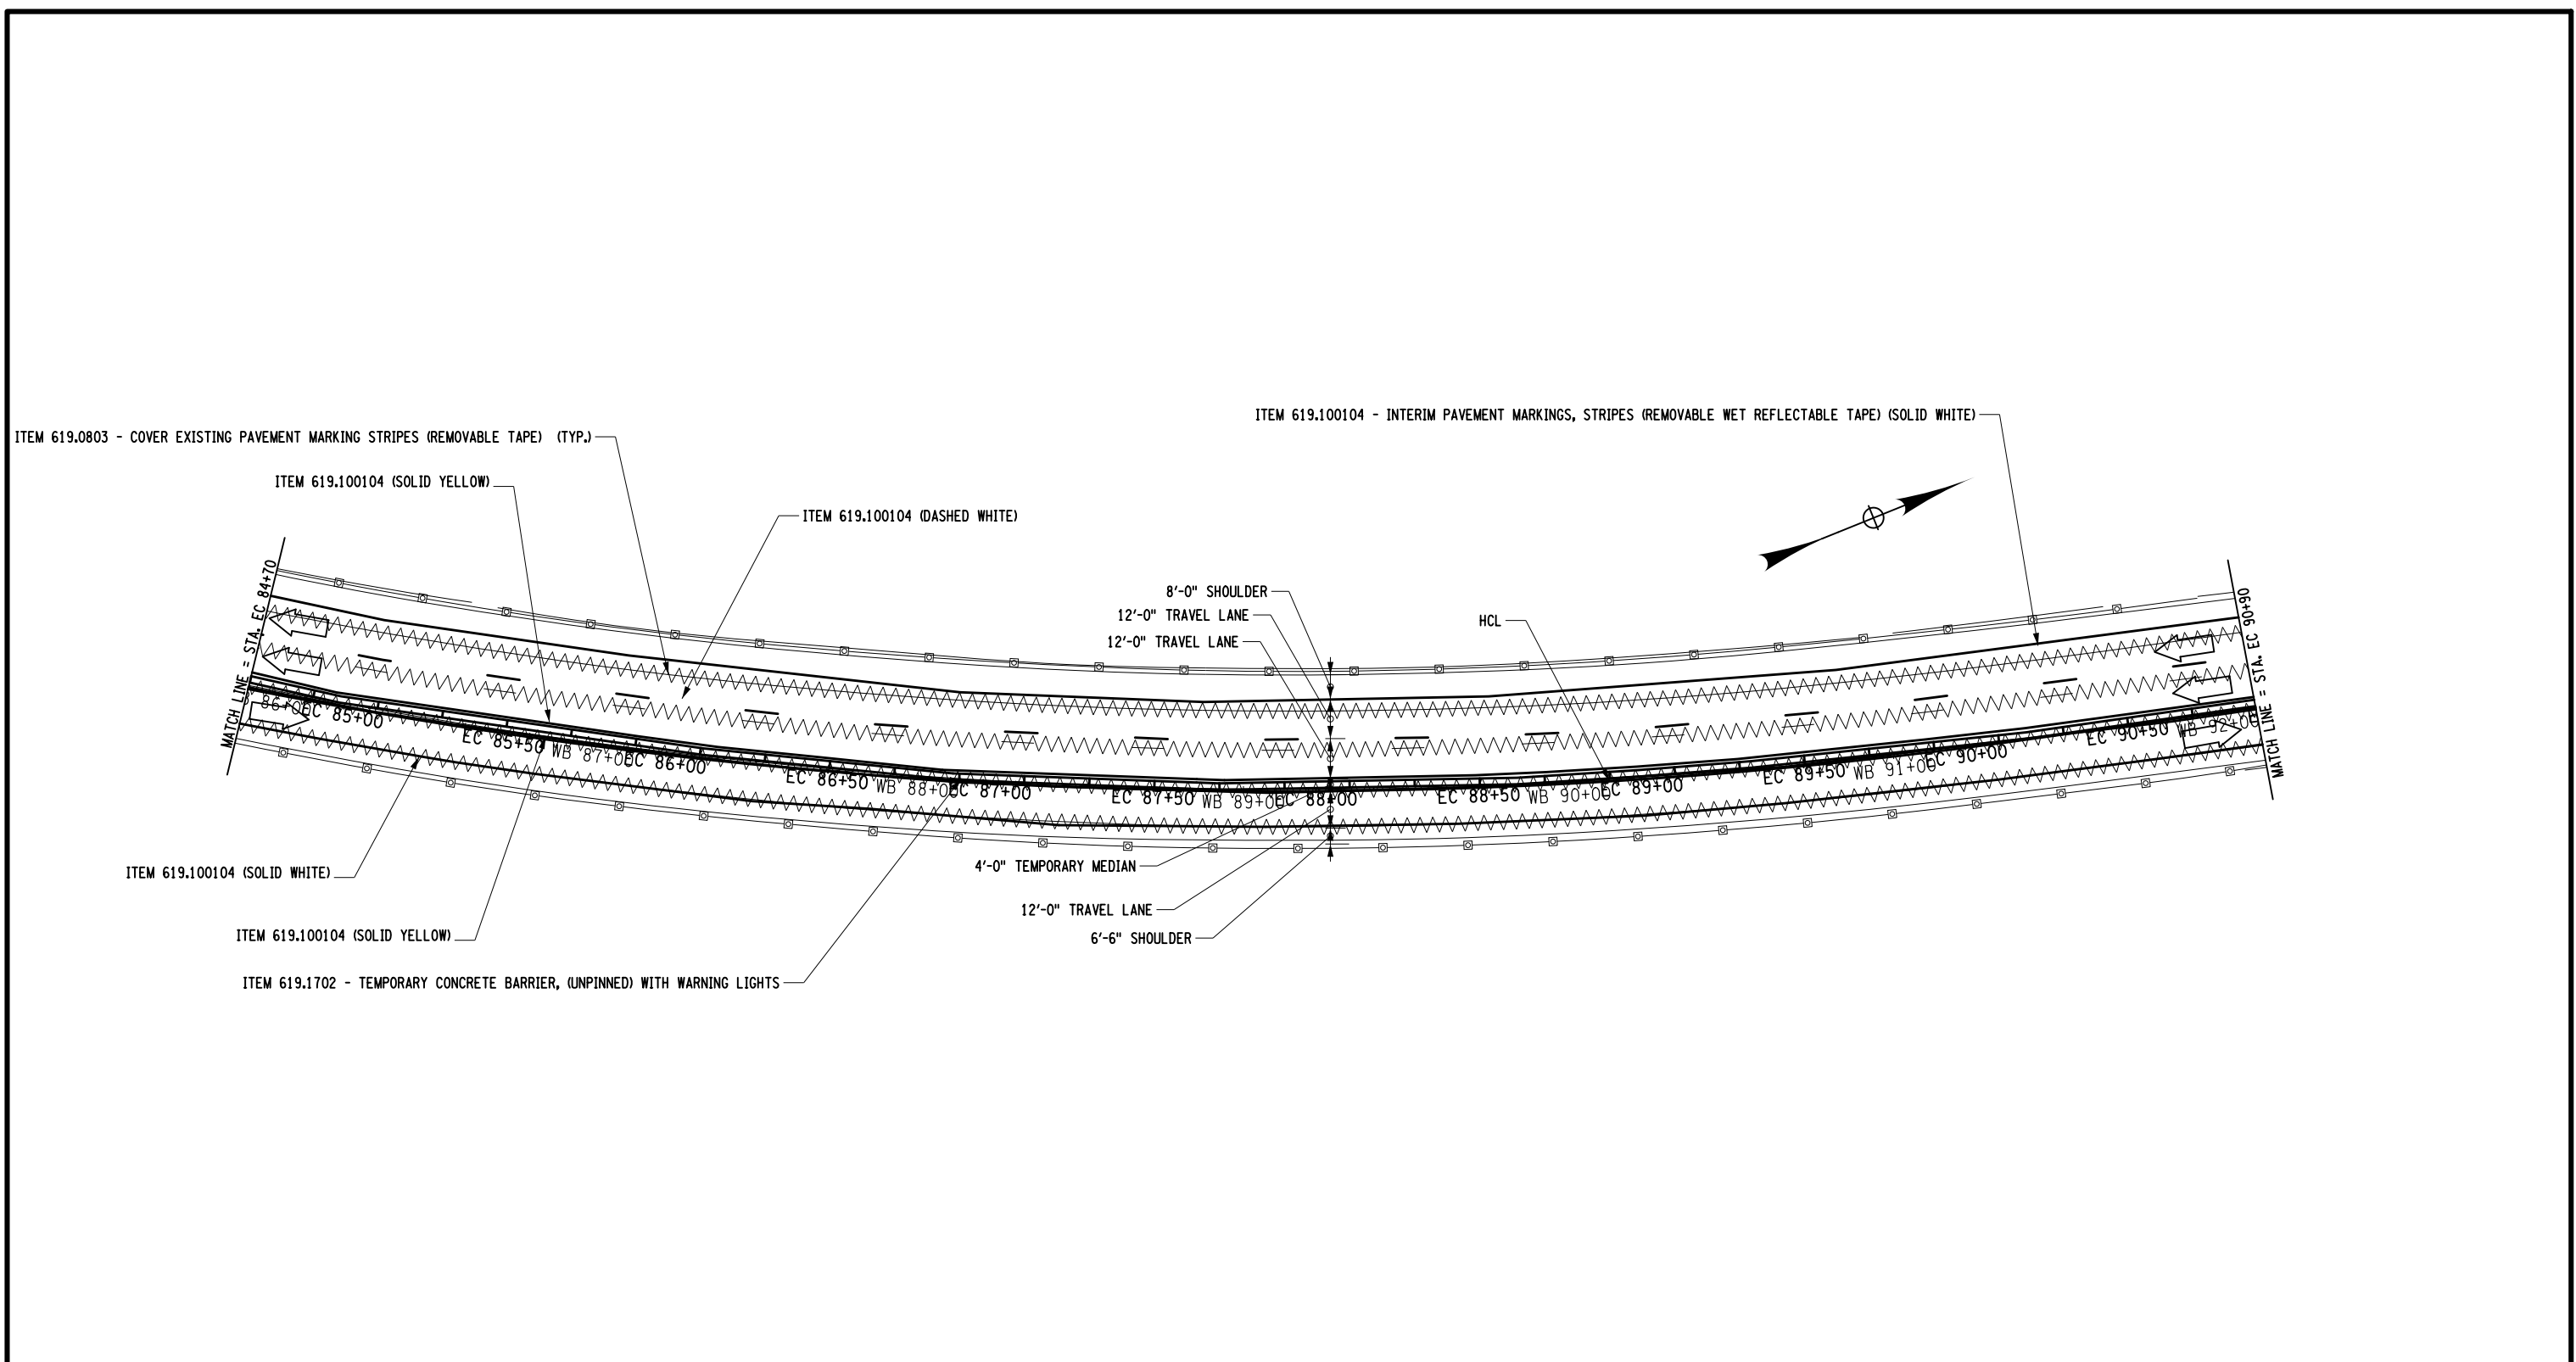 ITEM 619.100104 - INTERIM PAVEMENT MARKINGS, STRIPES (REMOVABLE WET REFLECTABLE TAPE) (SOLID WHITE)
ITEM 619.0803 - COVER EXISTING PAVEMENT MARKING STRIPES (REMOVABLE TAPE) (TYP.)
ITEM 619.100104 (SOLID YELLOW)
ITEM 619.100104 (DASHED WHITE)
8'-0" SHOULDER
12'-0" TRAVEL LANE
12'-0" TRAVEL LANE
HCL
MATCH LINE = STA. EC 84+70
MATCH LINE = STA. EC 90+90
86+00
EC 85+00
EC 85+50
WB 87+00
EC 86+00
EC 86+50
WB 88+00
EC 87+00
EC 87+50
WB 89+00
EC 88+00
EC 88+50
WB 90+00
EC 89+00
EC 89+50
WB 91+00
EC 90+00
EC 90+50
WB 92+00
4'-0" TEMPORARY MEDIAN
12'-0" TRAVEL LANE
6'-6" SHOULDER
ITEM 619.100104 (SOLID WHITE)
ITEM 619.100104 (SOLID YELLOW)
ITEM 619.1702 - TEMPORARY CONCRETE BARRIER, (UNPINNED) WITH WARNING LIGHTS